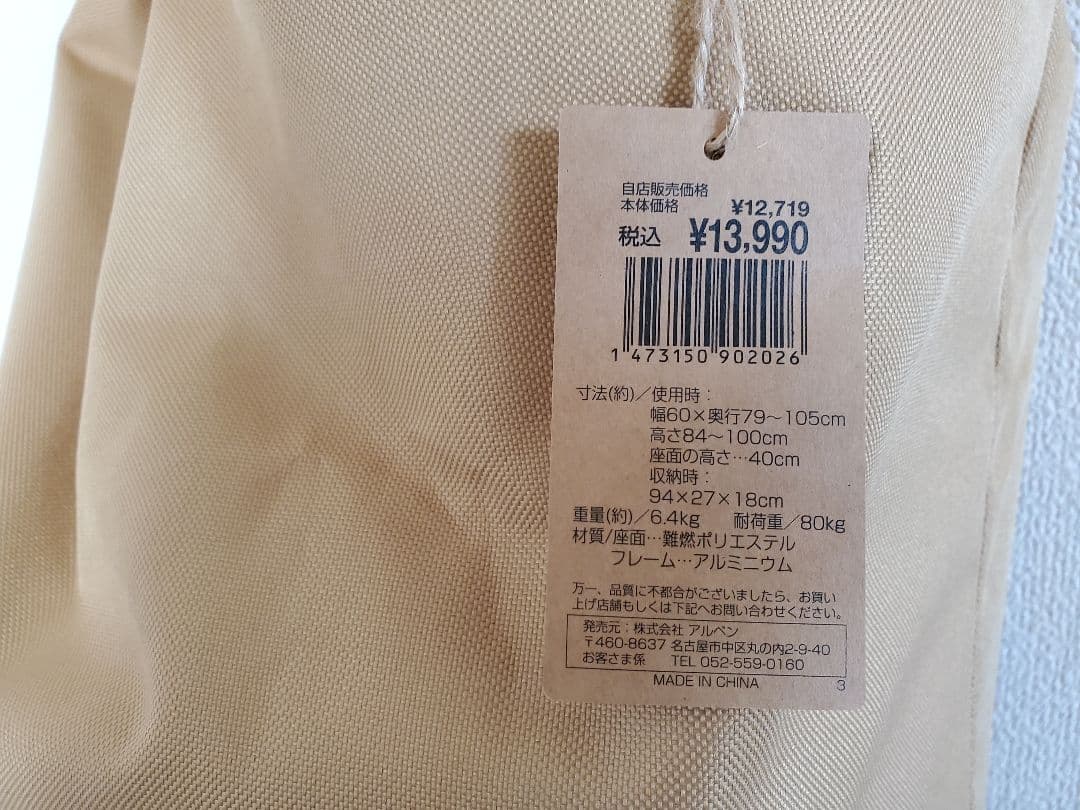 自店販売価格
本体価格 ¥12,719
税込 ¥13,990
1 473150 902026
寸法(約)/使用時:
幅60×奥行79~105cm
高さ84~100cm
座面の高さ…40cm
収納時:
94×27×18cm
重量(約)/6.4kg 耐荷重/80kg
材質/座面…難燃ポリエステル
フレーム…アルミニウム
万一、品質に不都合がございましたら、お買い
上げ店舗もしくは下記へお問い合わせください。
発売元:株式会社 アルペン
〒460-8637 名古屋市中区丸の内2-9-40
お客さま係 TEL 052-559-0160
MADE IN CHINA 3